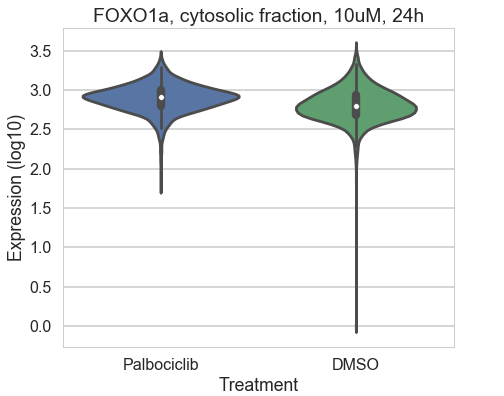 FOXO1a, cytosolic fraction, 10uM, 24h
3.5
3.0
2.5
2.0
1.5
1.0
0.5
0.0
Expression (log10)
Palbociclib DMSO
Treatment